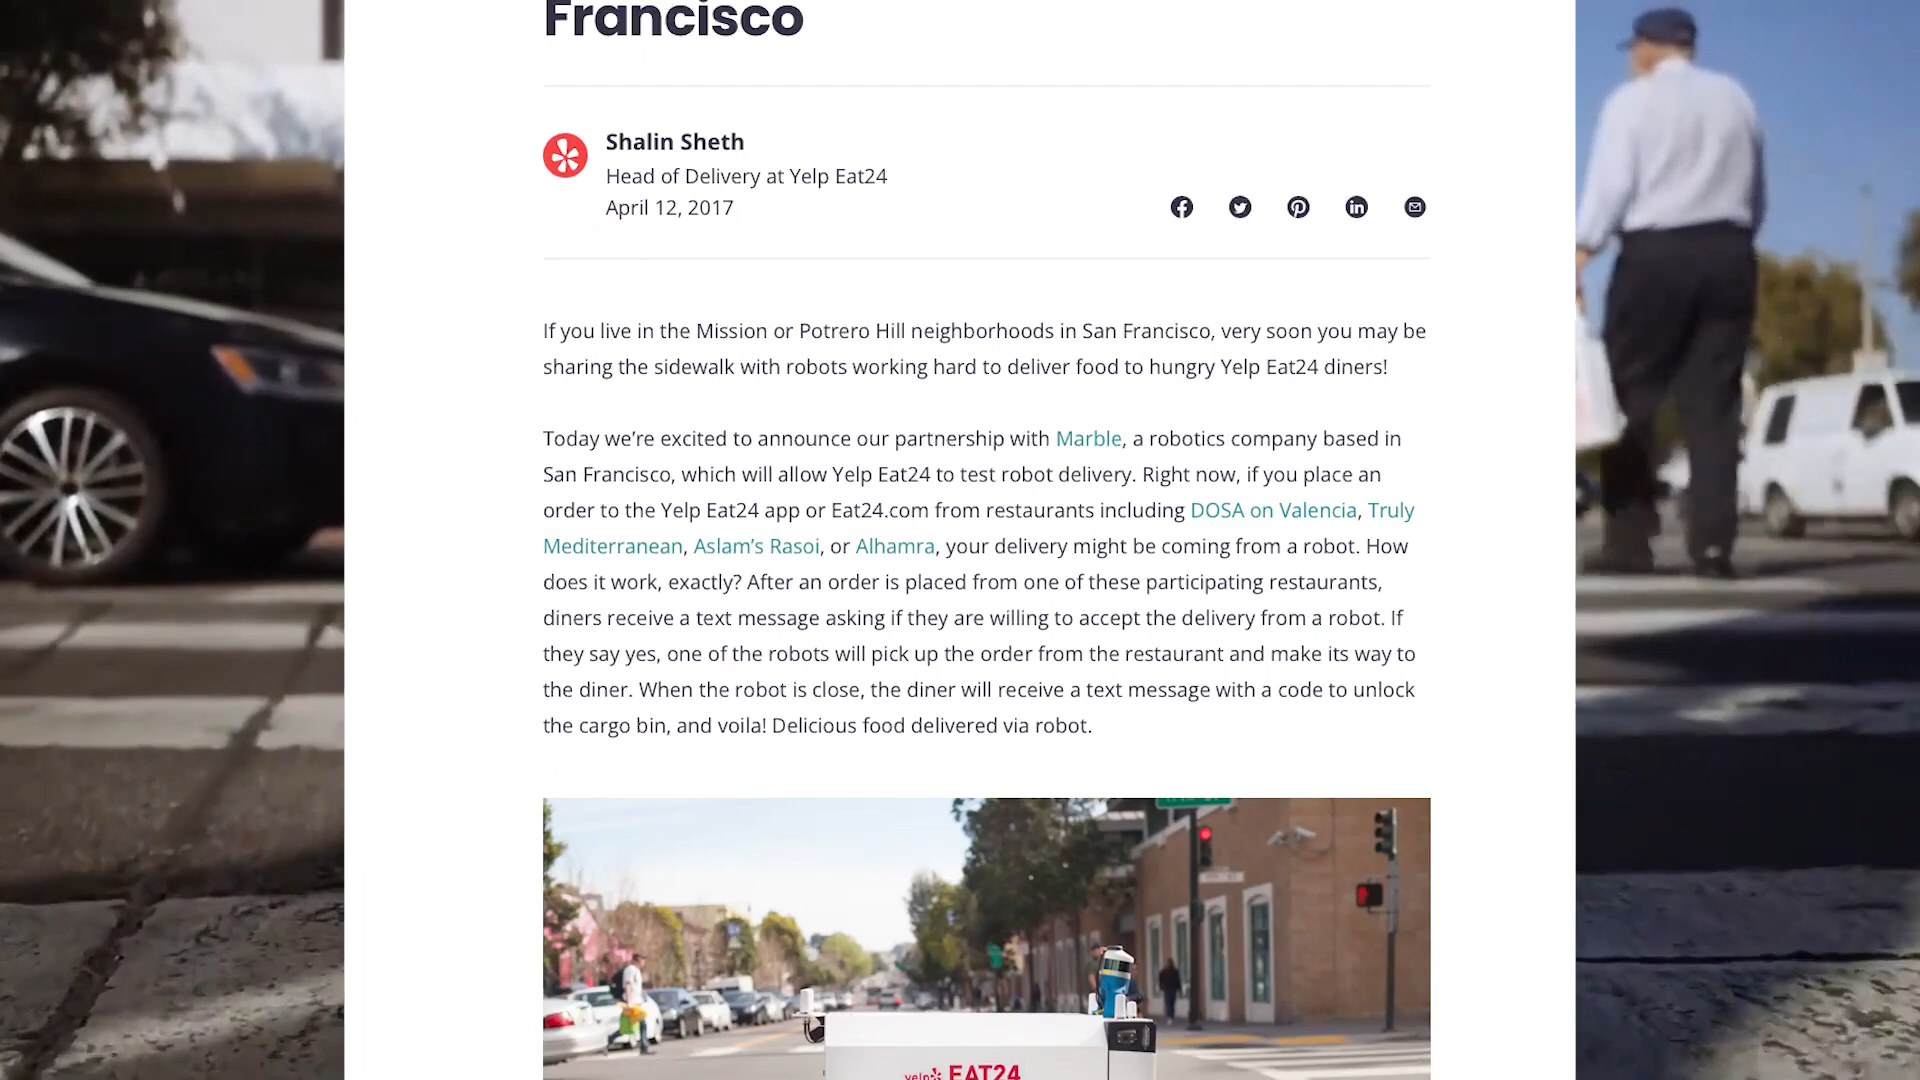 Francisco
Shalin Sheth
Head of Delivery at Yelp Eat24
April 12, 2017
If you live in the Mission or Potrero Hill neighborhoods in San Francisco, very soon you may be
sharing the sidewalk with robots working hard to deliver food to hungry Yelp Eat24 diners!
Today we’re excited to announce our partnership with Marble, a robotics company based in
San Francisco, which will allow Yelp Eat24 to test robot delivery. Right now, if you place an
order to the Yelp Eat24 app or Eat24.com from restaurants including DOSA on Valencia, Truly
Mediterranean, Aslam’s Rasoi, or Alhamra, your delivery might be coming from a robot. How
does it work, exactly? After an order is placed from one of these participating restaurants,
diners receive a text message asking if they are willing to accept the delivery from a robot. If
they say yes, one of the robots will pick up the order from the restaurant and make its way to
the diner. When the robot is close, the diner will receive a text message with a code to unlock
the cargo bin, and voila! Delicious food delivered via robot.
yelp EAT24